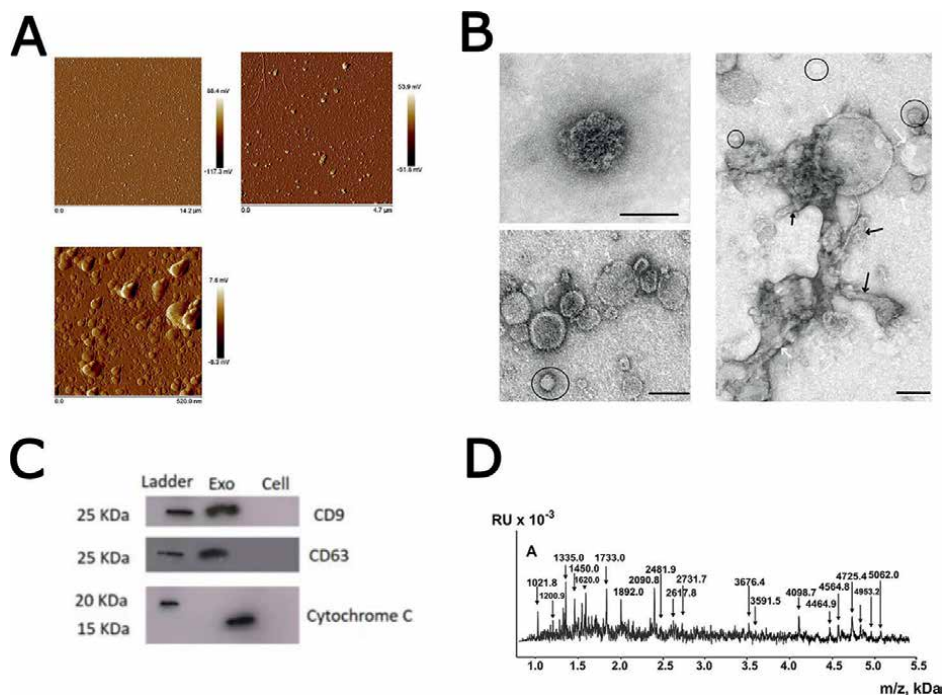 A
B
88.4 mV
-117.3 mV
0.0
14.2 µm
53.9 mV
-51.8 mV
0.0
4.7 µm
7.6 mV
-8.3 mV
0.0
520.0 nm
C
D
Ladder Exo Cell
25 KDa
CD9
25 KDa
CD63
20 KDa
15 KDa
Cytochrome C
RU x 10-3
A
1021.8
1200.9
1335.0
1450.0
1620.0
1733.0
1892.0
2090.8
2481.9
2617.8
2731.7
3676.4
3591.5
4098.7
4464.9
4564.8
4725.4
4953.2
5062.0
1.0 1.5 2.0 2.5 3.0 3.5 4.0 4.5 5.0 5.5
m/z, kDa